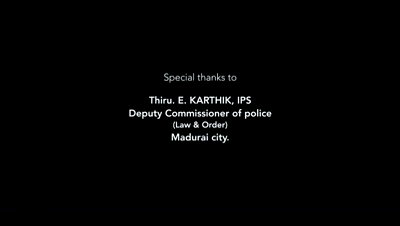 Special thanks to
Thiru. E. KARTHIK, IPS
Deputy Commissioner of police
(Law & Order)
Madurai city.